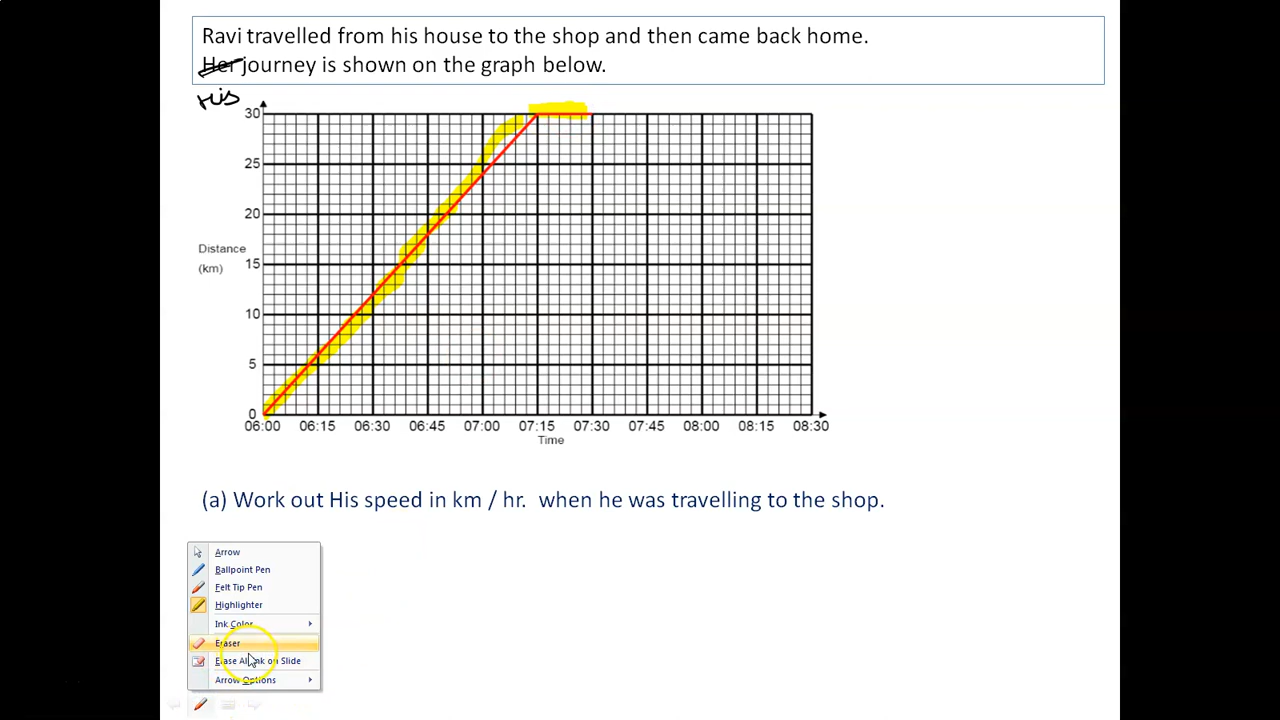 Ravi travelled from his house to the shop and then came back home.
Her journey is shown on the graph below.
His
30
25
20
Distance
(km)
15
10
5
0
06:00 06:15 06:30 06:45 07:00 07:15 07:30 07:45 08:00 08:15 08:30
Time
(a) Work out His speed in km / hr. when he was travelling to the shop.
Arrow
Ballpoint Pen
Felt Tip Pen
Highlighter
Ink Color
Eraser
Erase All Ink on Slide
Arrow Options